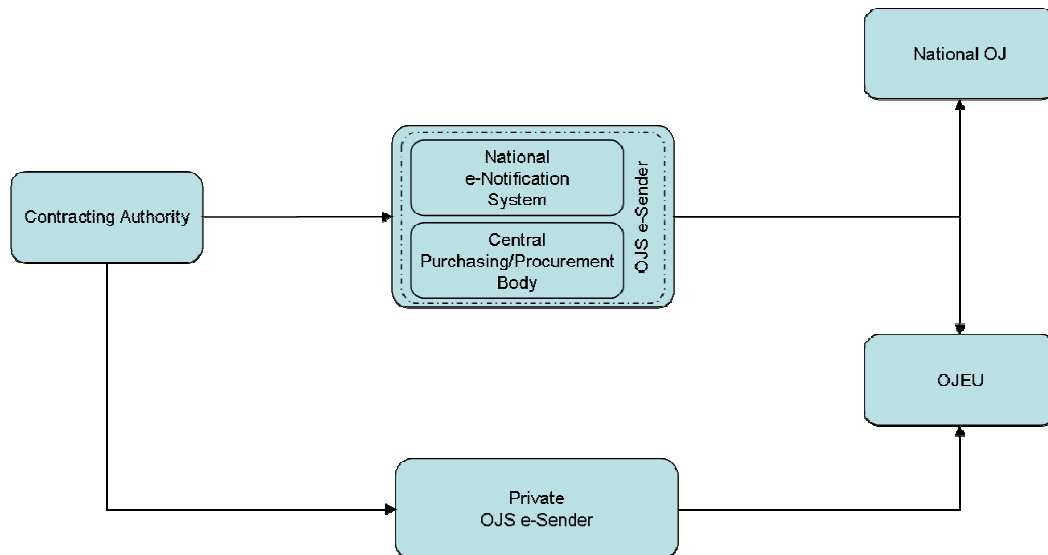 National OJ
National
e-Notification
System
OJS e-Sender
Contracting Authority
Central
Purchasing/Procurement
Body
OJEU
Private
OJS e-Sender